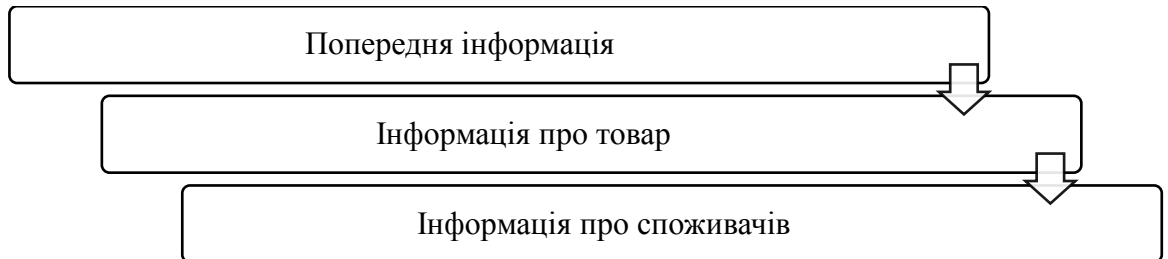 Попередня інформація
Інформація про товар
Інформація про споживачів